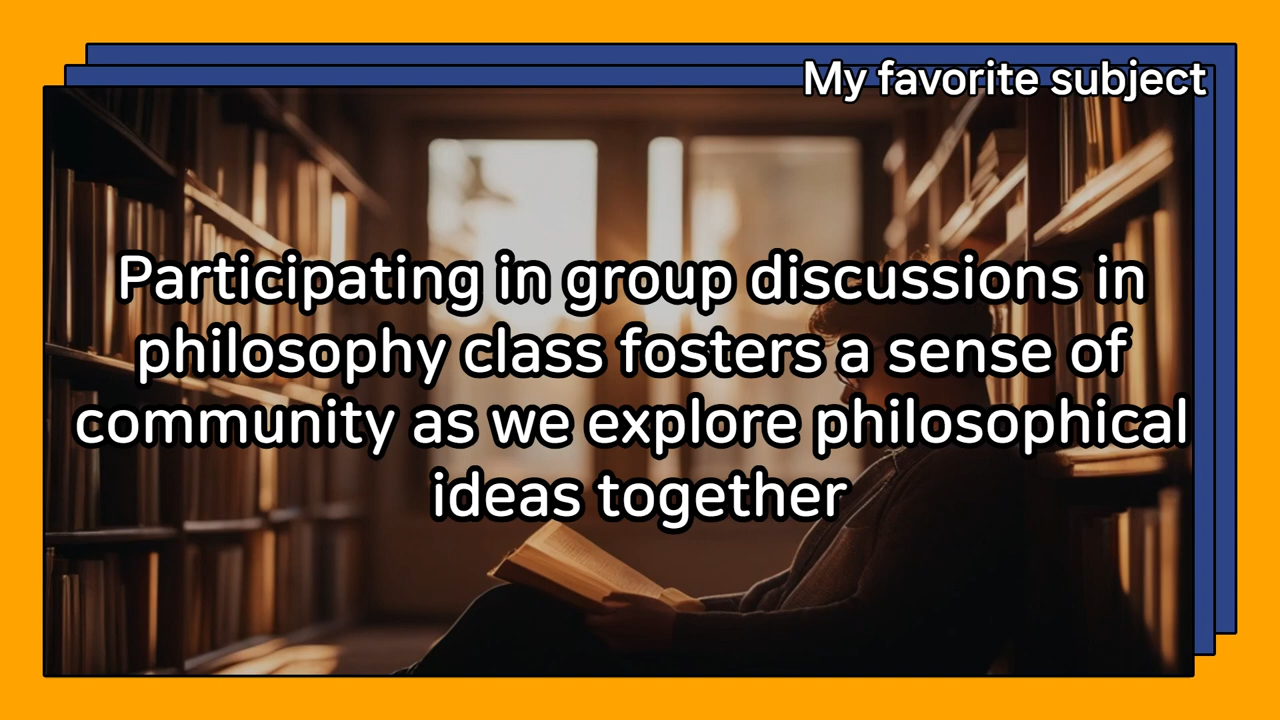 My favorite subject
Participating in group discussions in
philosophy class fosters a sense of
community as we explore philosophical
ideas together